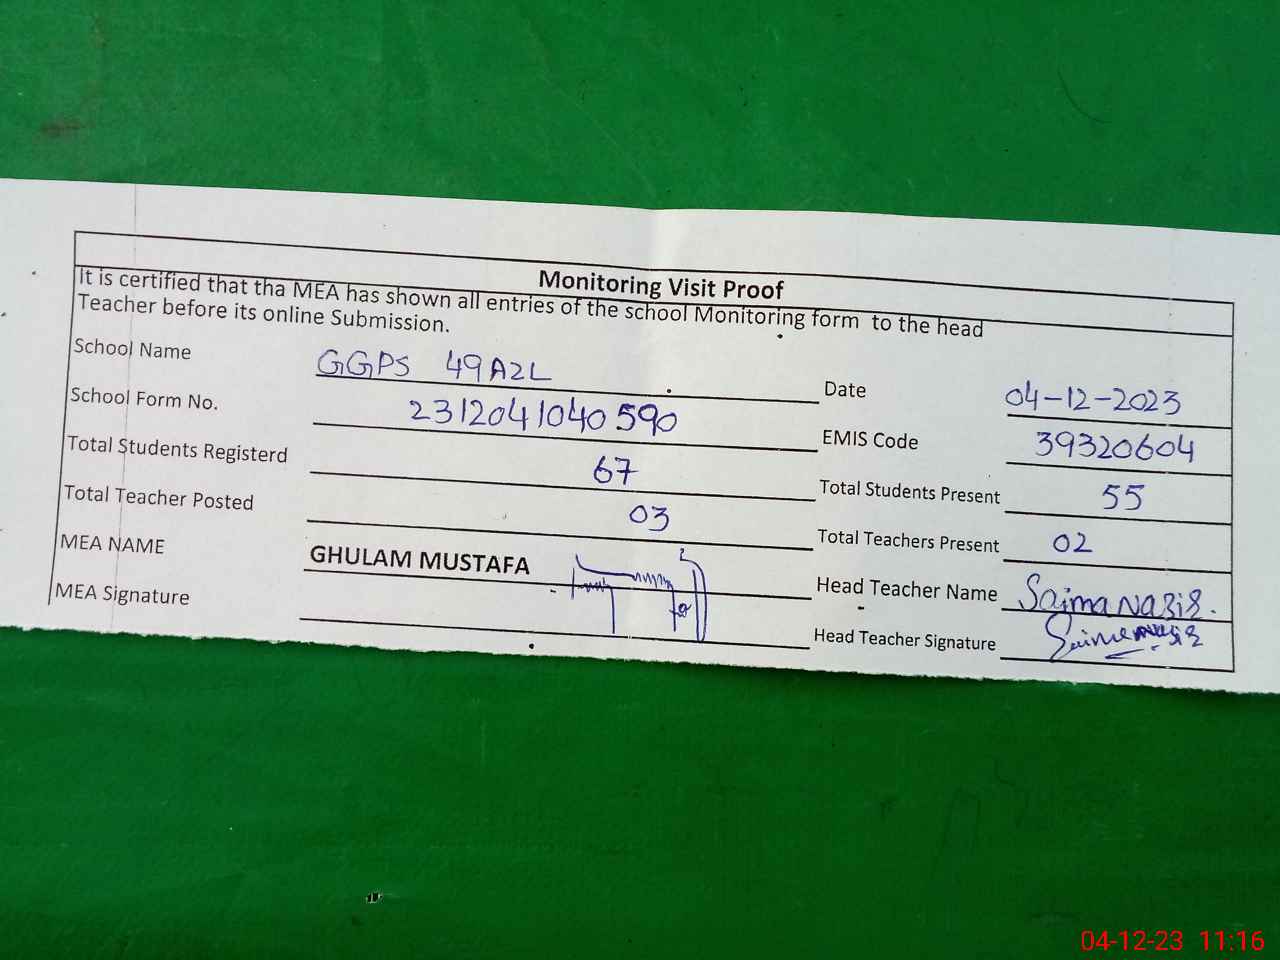 Monitoring Visit Proof
It is certified that tha MEA has shown all entries of the school Monitoring form to the head
Teacher before its online Submission.
School Name GGPS 49A2L Date 04-12-2023
School Form No. 2312041040590 EMIS Code 39320604
Total Students Registerd 67 Total Students Present 55
Total Teacher Posted 03 Total Teachers Present 02
MEA NAME GHULAM MUSTAFA Head Teacher Name Saima Nazir.
MEA Signature Head Teacher Signature
04-12-23 11:16